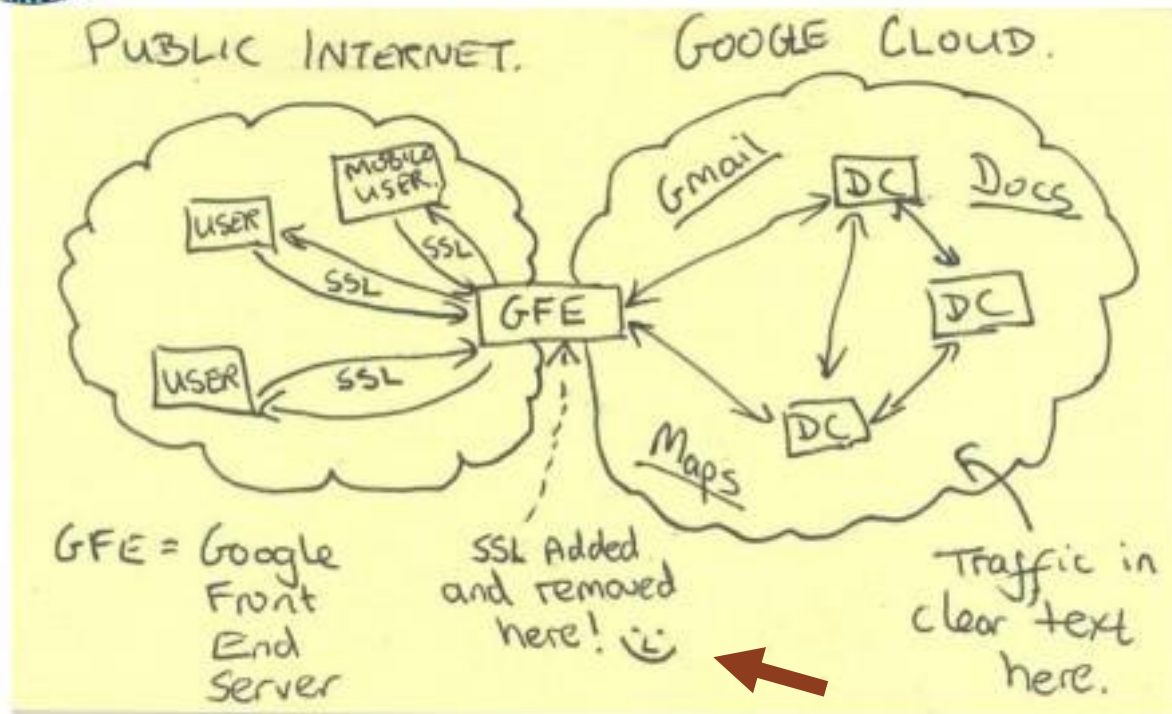 PUBLIC INTERNET.
GOOGLE CLOUD.
MOBILE
USER.
USER
SSL
SSL
USER
SSL
GFE
Gmail
DC
Docs
DC
DC
Maps
GFE = Google
Front
End
Server
SSL Added
and removed
here!
Traffic in
clear text
here.